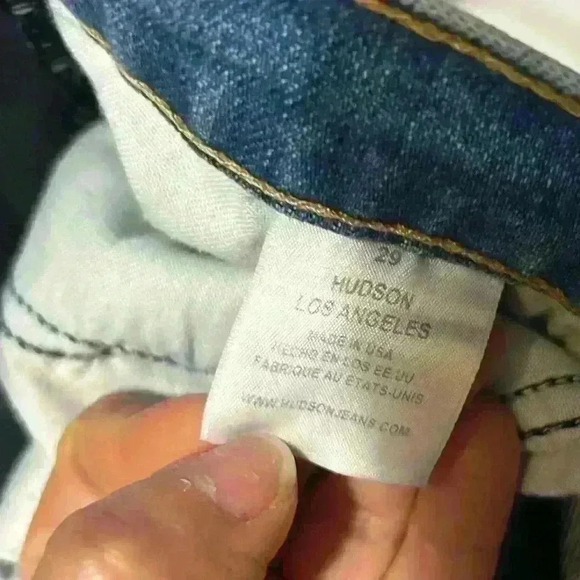 29
HUDSON
LOS ANGELES
MADE IN USA
HECHO EN LOS EE UU
FABRIQUE AU ETATS-UNIS
WWW.HUDSONJEANS.COM